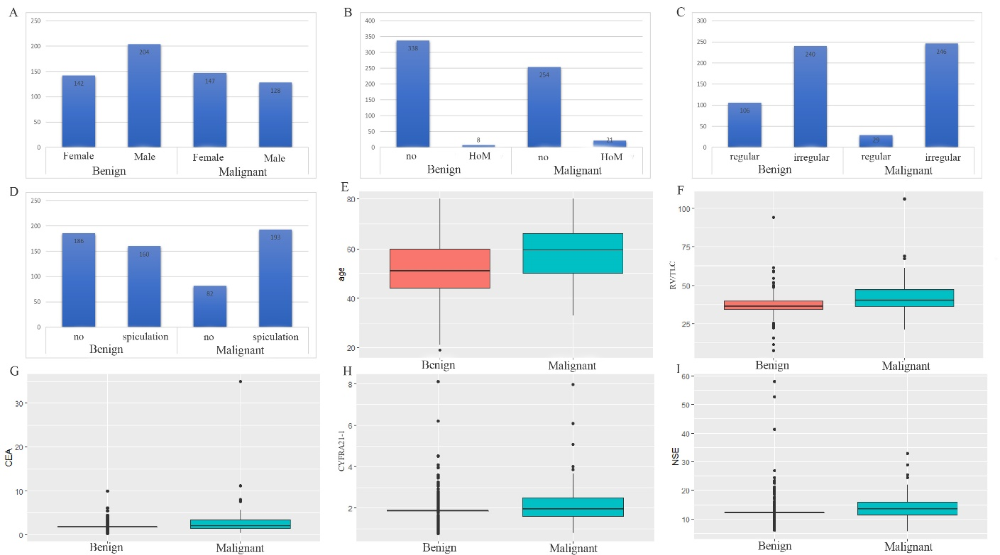 A
250
200
150
100
50
0
142
204
147
128
Female Male Female Male
Benign Malignant
B
400
350
300
250
200
150
100
50
0
338
8
254
21
no HoM no HoM
Benign Malignant
C
300
250
200
150
100
50
0
106
240
29
246
regular irregular regular irregular
Benign Malignant
D
250
200
150
100
50
0
186
160
82
193
no spiculation no spiculation
Benign Malignant
E
80
60
40
20
age
Benign Malignant
F
100
75
50
25
RV/TLC
Benign Malignant
G
30
20
10
0
CEA
Benign Malignant
H
8
6
4
2
CYFRA21-1
Benign Malignant
I
60
50
40
30
20
10
NSE
Benign Malignant